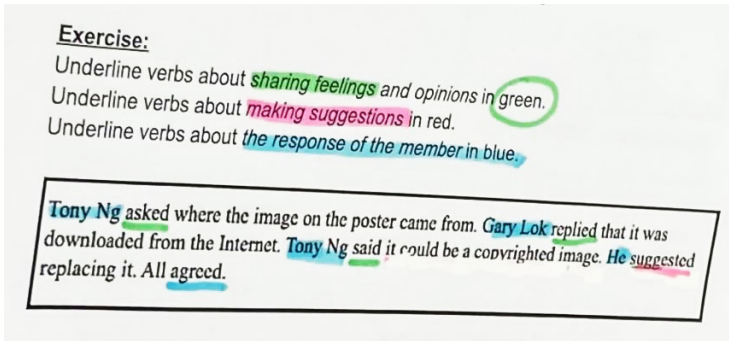 Exercise:
Underline verbs about sharing feelings and opinions in green.
Underline verbs about making suggestions in red.
Underline verbs about the response of the member in blue.
Tony Ng asked where the image on the poster came from. Gary Lok replied that it was
downloaded from the Internet. Tony Ng said it could be a copyrighted image. He suggested
replacing it. All agreed.